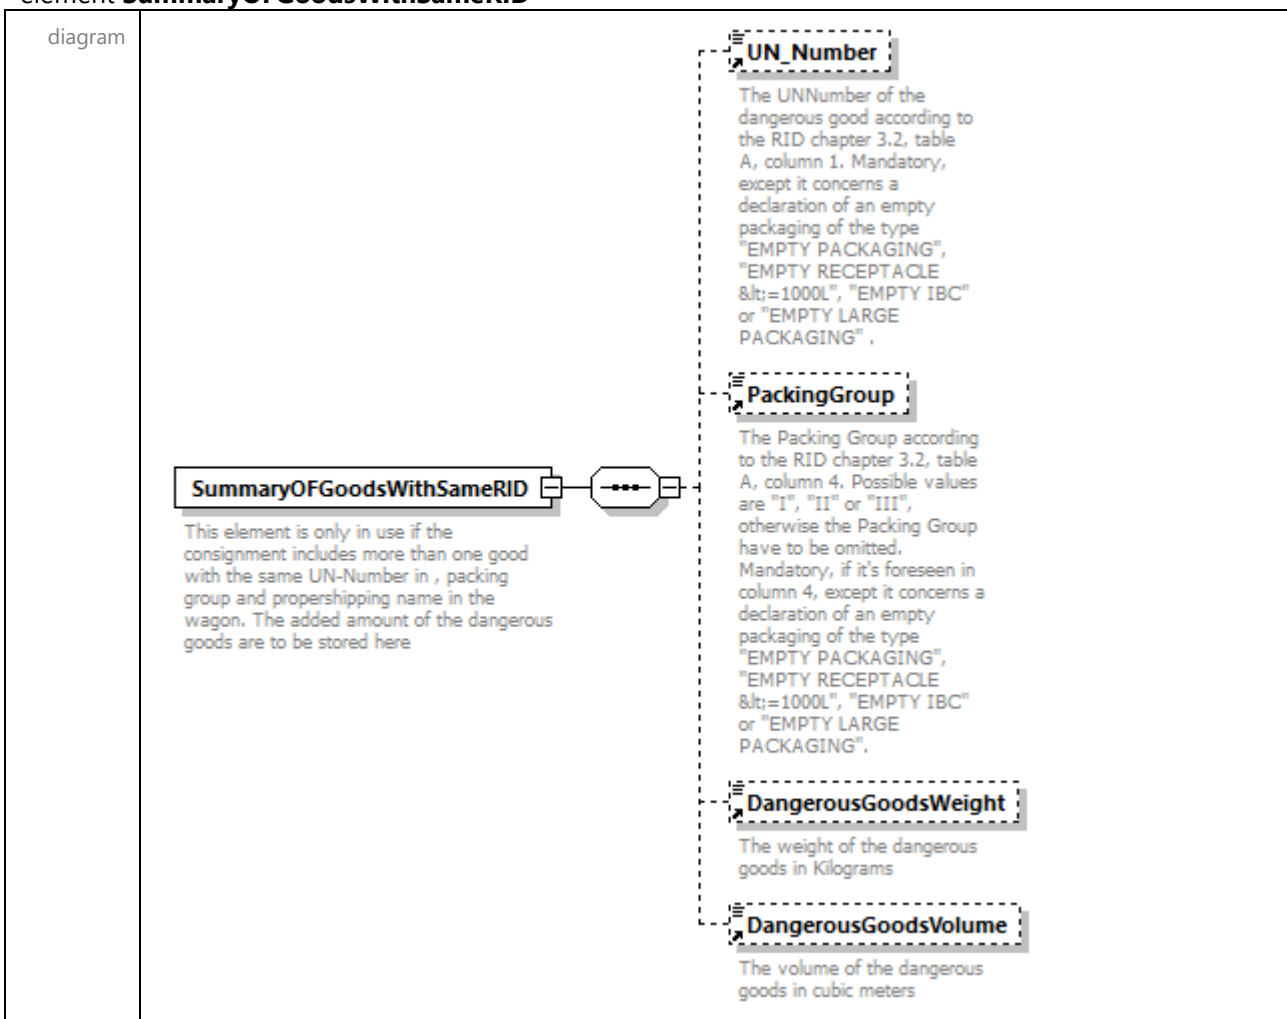 element SummaryOFGoodsWithSameRID
diagram
UN_Number
The UNNumber of the
dangerous good according to
the RID chapter 3.2, table
A, column 1. Mandatory,
except it concerns a
declaration of an empty
packaging of the type
"EMPTY PACKAGING",
"EMPTY RECEPTACLE
&lt;=1000L", "EMPTY IBC"
or "EMPTY LARGE
PACKAGING" .
PackingGroup
The Packing Group according
to the RID chapter 3.2, table
A, column 4. Possible values
are "I", "II" or "III",
otherwise the Packing Group
have to be omitted.
Mandatory, if it's foreseen in
column 4, except it concerns a
declaration of an empty
packaging of the type
"EMPTY PACKAGING",
"EMPTY RECEPTACLE
&lt;=1000L", "EMPTY IBC"
or "EMPTY LARGE
PACKAGING".
SummaryOFGoodsWithSameRID
This element is only in use if the
consignment includes more than one good
with the same UN-Number in , packing
group and propershipping name in the
wagon. The added amount of the dangerous
goods are to be stored here
DangerousGoodsWeight
The weight of the dangerous
goods in Kilograms
DangerousGoodsVolume
The volume of the dangerous
goods in cubic meters